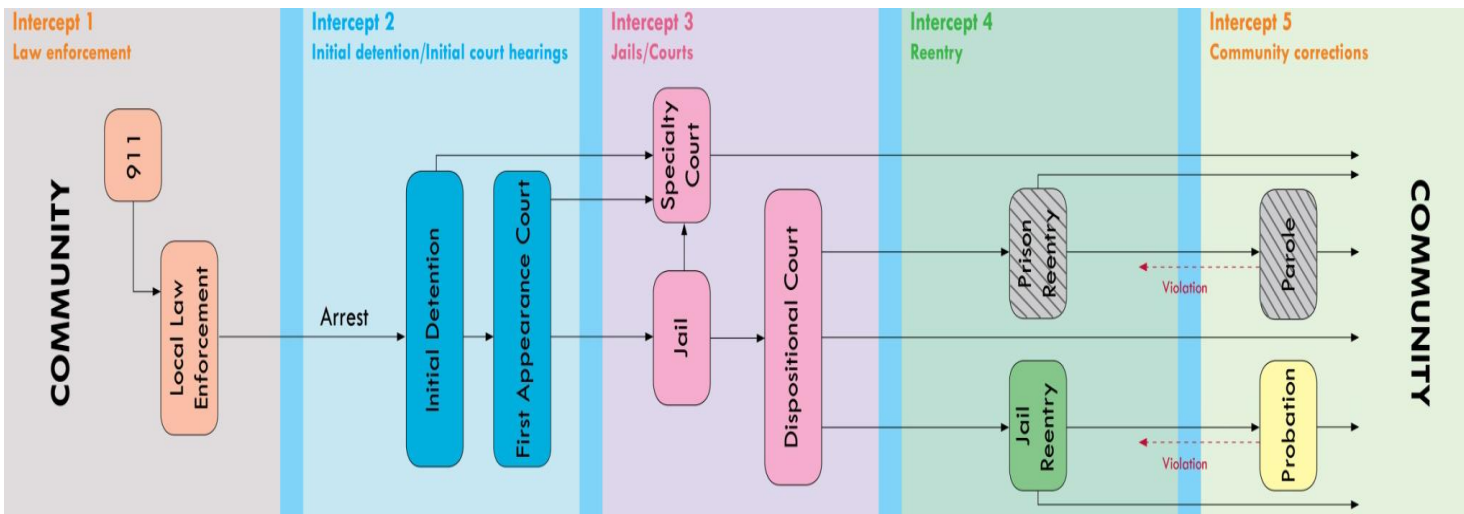 Intercept 1
Law enforcement
Intercept 2
Initial detention/Initial court hearings
Intercept 3
Jails/Courts
Intercept 4
Reentry
Intercept 5
Community corrections
COMMUNITY
911
Local Law
Enforcement
Arrest
Initial Detention
First Appearance Court
Specialty
Court
Jail
Dispositional Court
Prison
Reentry
Jail
Reentry
Violation
Violation
Parole
Probation
COMMUNITY